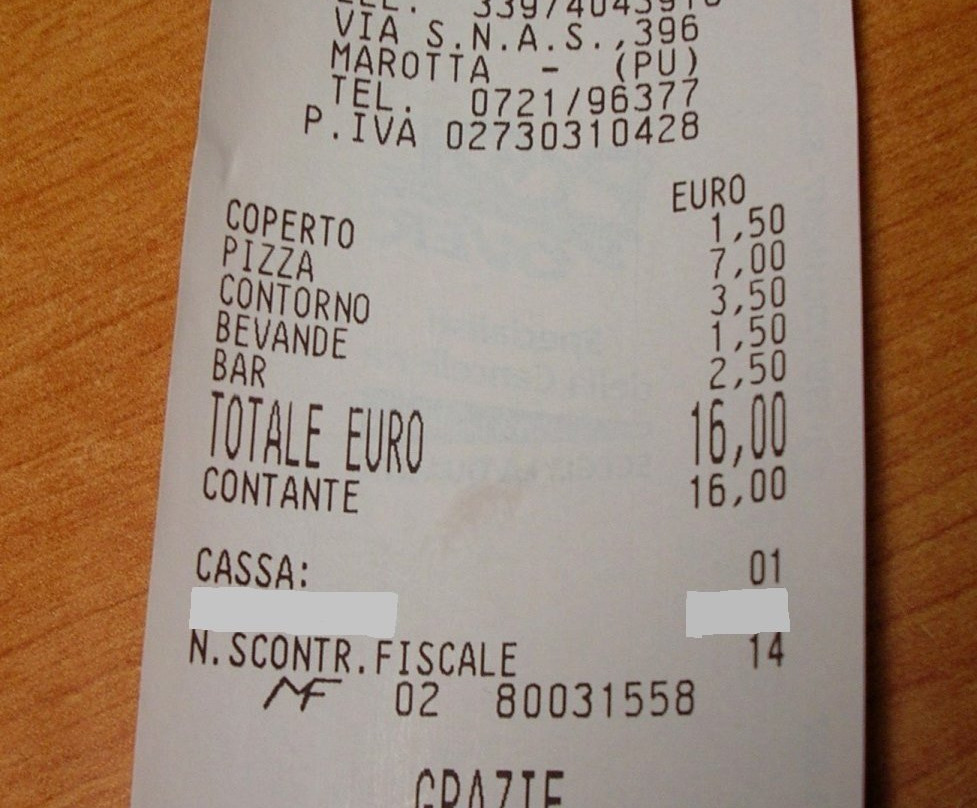 VIA S.N.A.S.,396
MAROTTA - (PU)
TEL. 0721/96377
P.IVA 02730310428
EURO
COPERTO 1,50
PIZZA 7,00
CONTORNO 3,50
BEVANDE 1,50
BAR 2,50
TOTALE EURO 16,00
CONTANTE 16,00
CASSA: 01
N.SCONTR.FISCALE 14
MF 02 80031558
GRAZIE